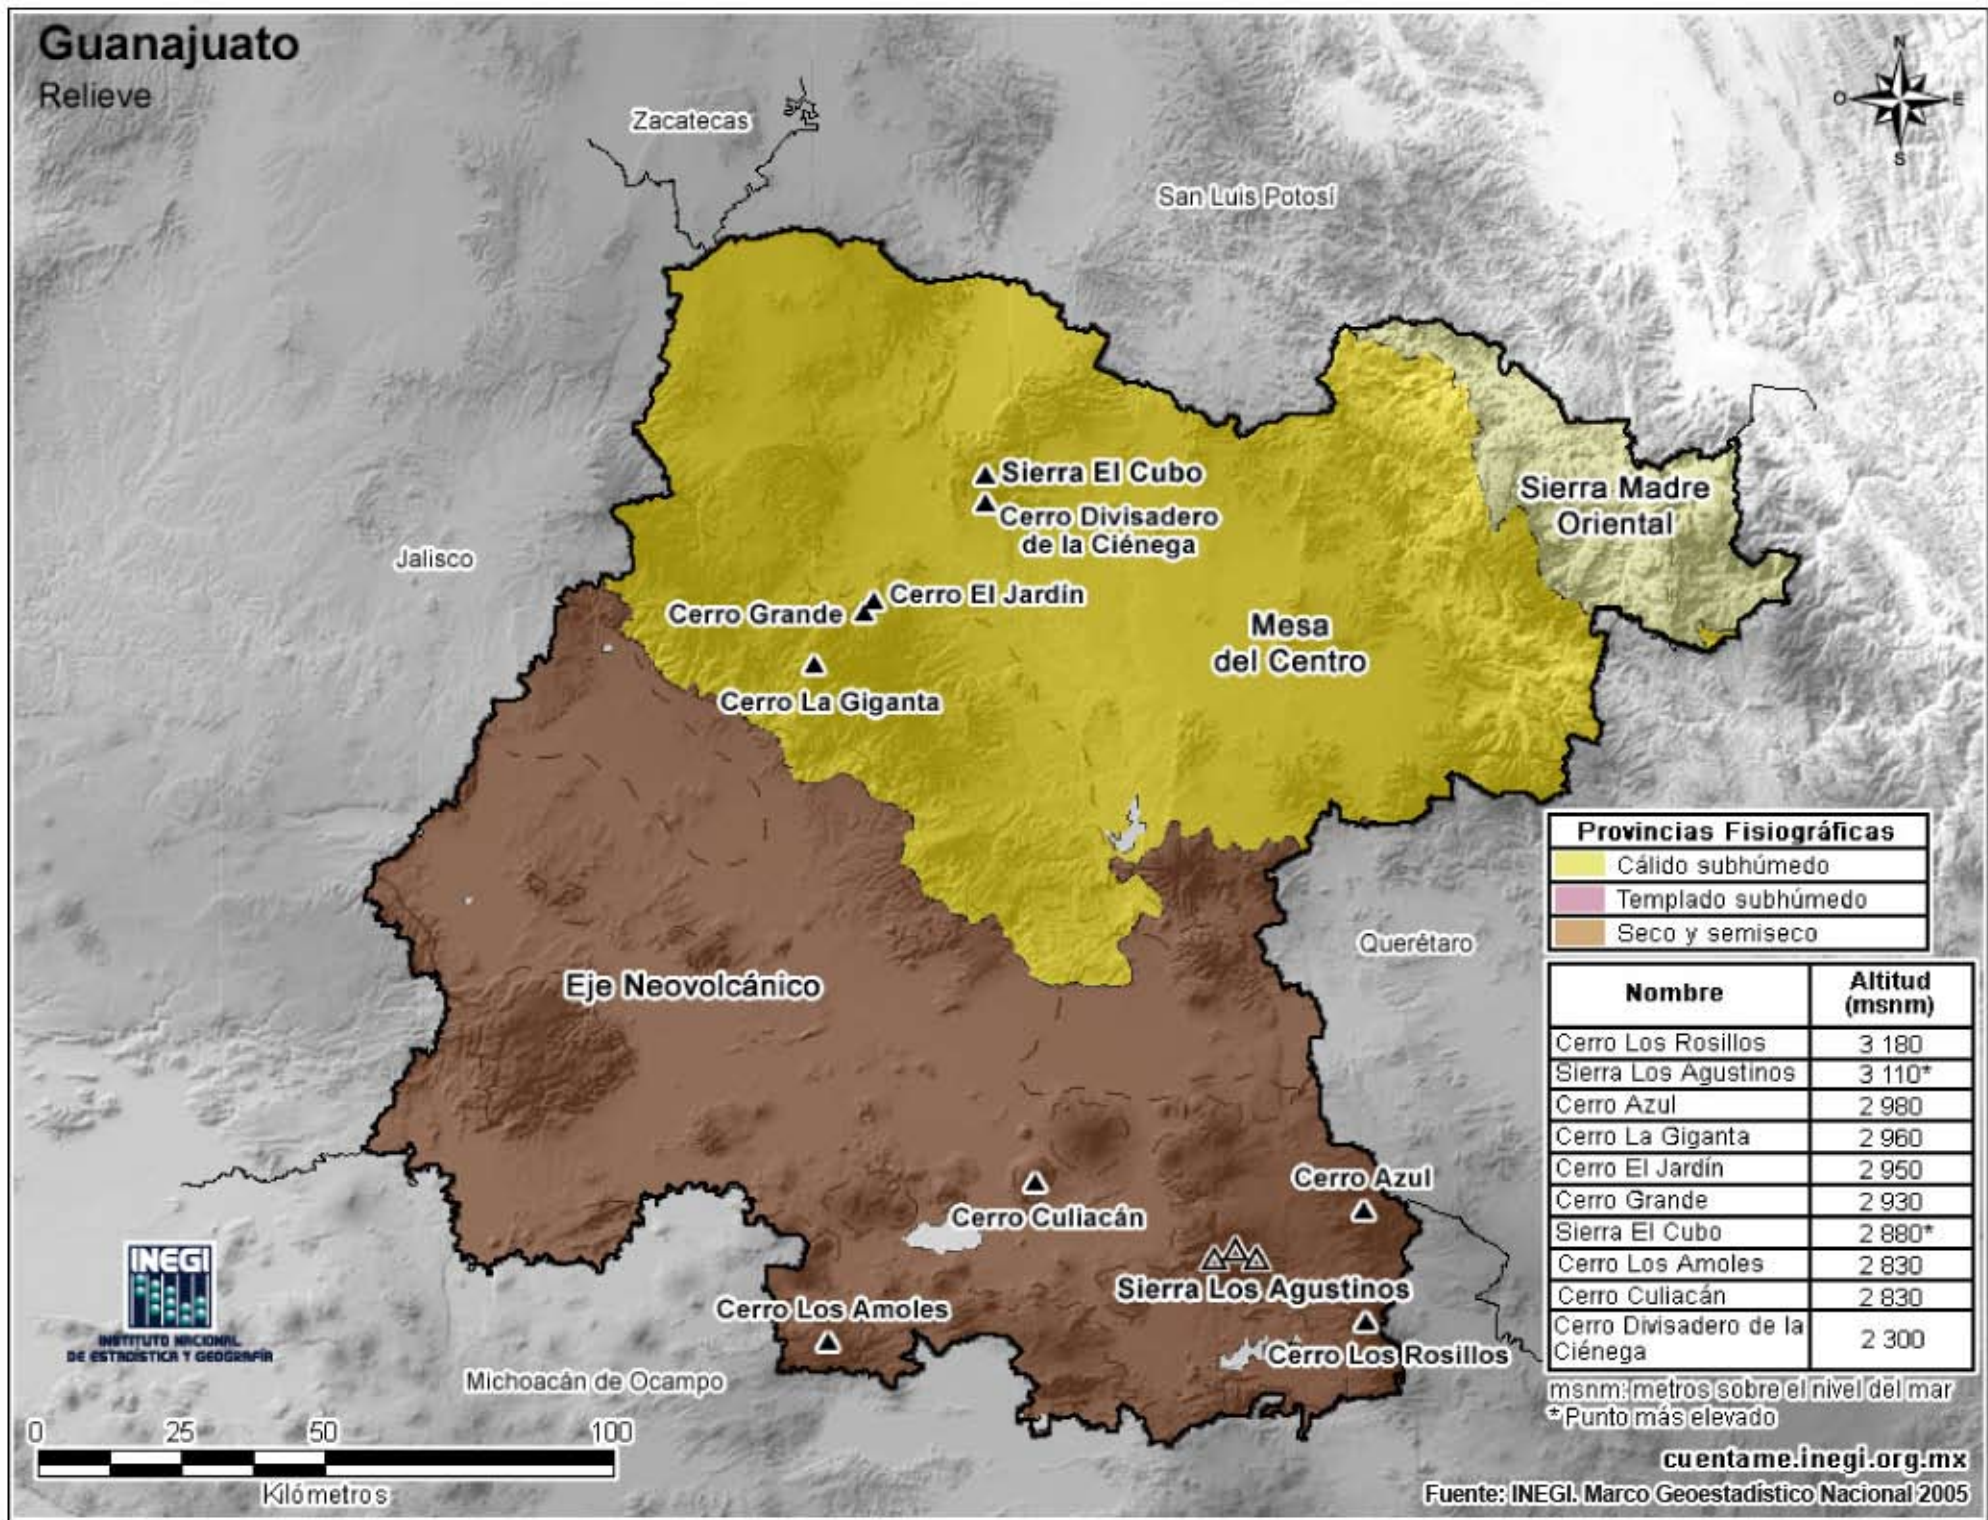 Guanajuato
Relieve
N
O
E
S
Zacatecas
San Luis Potosí
Sierra El Cubo
Cerro Divisadero
de la Ciénega
Sierra Madre
Oriental
Jalisco
Cerro El Jardín
Cerro Grande
Mesa
del Centro
Cerro La Giganta
Provincias Fisiográficas
Cálido subhúmedo
Templado subhúmedo
Seco y semiseco
Querétaro
Eje Neovolcánico
Nombre Altitud
(msnm)
Cerro Los Rosillos 3 180
Sierra Los Agustinos 3 110*
Cerro Azul 2 980
Cerro La Giganta 2 960
Cerro El Jardín 2 950
Cerro Grande 2 930
Sierra El Cubo 2 880*
Cerro Los Amoles 2 830
Cerro Culiacán 2 830
Cerro Divisadero de la
Ciénega 2 300
Cerro Azul
Cerro Culiacán
Sierra Los Agustinos
Cerro Los Amoles
Cerro Los Rosillos
INEGI
INSTITUTO NACIONAL
DE ESTADÍSTICA Y GEOGRAFÍA
Michoacán de Ocampo
msnm: metros sobre el nivel del mar
* Punto más elevado
0 25 50 100
Kilómetros
cuentame.inegi.org.mx
Fuente: INEGI. Marco Geoestadístico Nacional 2005